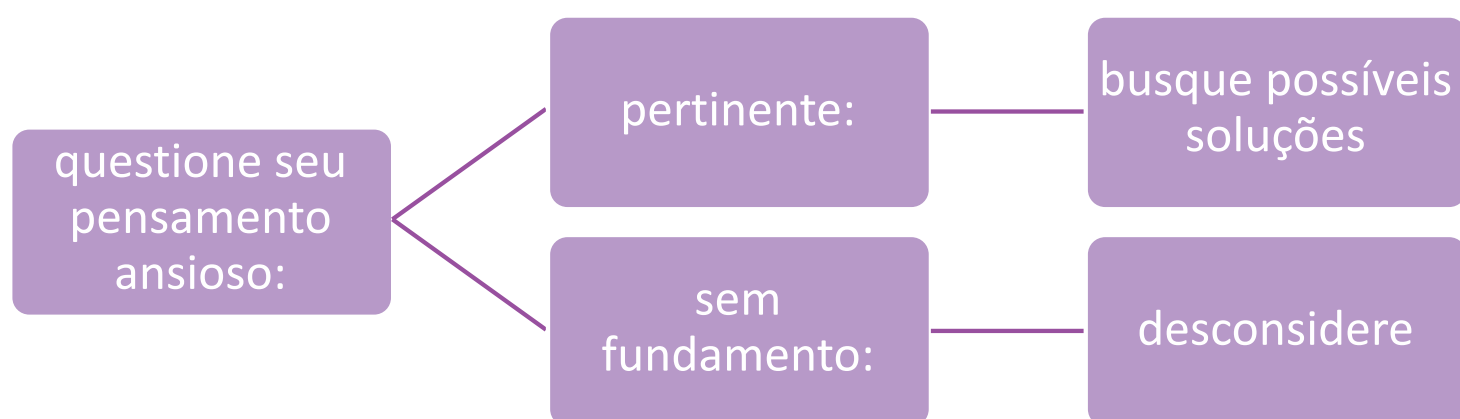 questione seu
pensamento
ansioso:
pertinente:
busque possíveis
soluções
sem
fundamento:
desconsidere